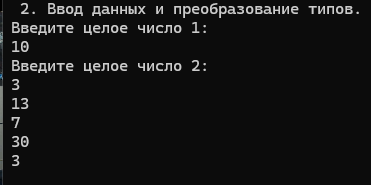 2. Ввод данных и преобразование типов.
Введите целое число 1:
10
Введите целое число 2:
3
13
7
30
3